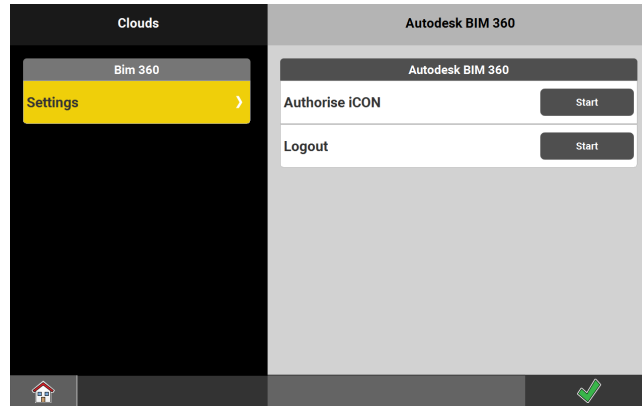 Clouds
Autodesk BIM 360
Bim 360
Settings
Autodesk BIM 360
Authorise iCON
Start
Logout
Start